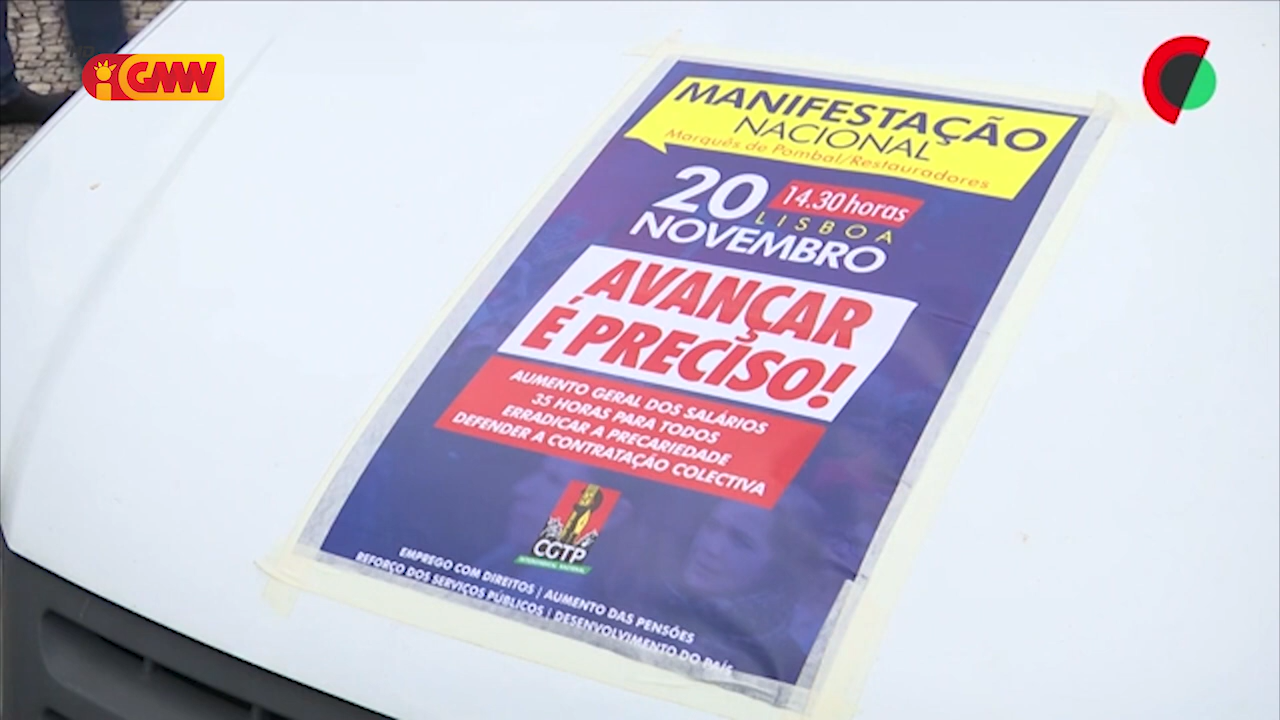 iGMW
MANIFESTAÇÃO
NACIONAL
Marquês de Pombal/Restauradores
20 14.30 horas
LISBOA
NOVEMBRO
AVANÇAR
É PRECISO!
AUMENTO GERAL DOS SALÁRIOS
35 HORAS PARA TODOS
ERRADICAR A PRECARIEDADE
DEFENDER A CONTRATAÇÃO COLECTIVA
CGTP
EMPREGO COM DIREITOS | AUMENTO DAS PENSÕES
REFORÇO DOS SERVIÇOS PÚBLICOS | DESENVOLVIMENTO DO PAÍS